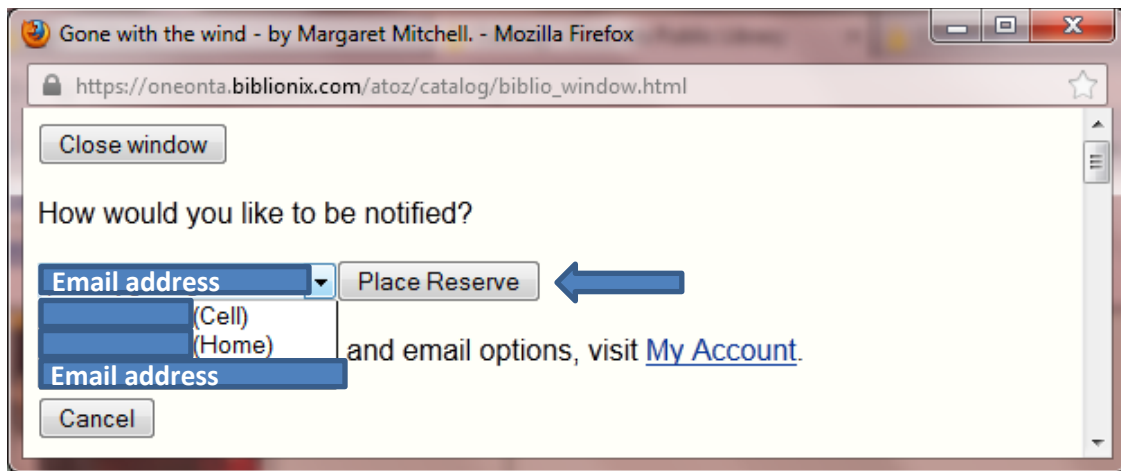 Gone with the wind - by Margaret Mitchell. - Mozilla Firefox
https://oneonta.biblionix.com/atoz/catalog/biblio_window.html
Close window
How would you like to be notified?
Email address Place Reserve
(Cell)
(Home)
and email options, visit My Account.
Email address
Cancel